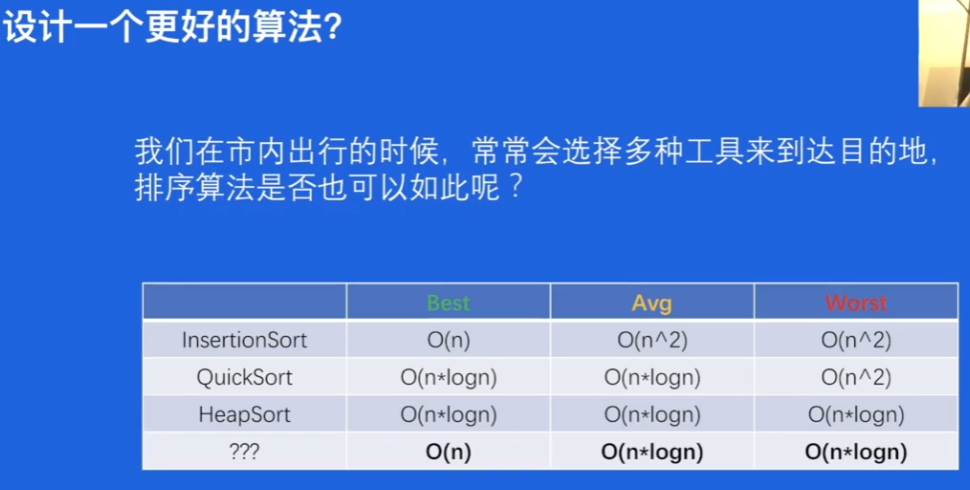 设计一个更好的算法?
我们在市内出行的时候，常常会选择多种工具来到达目的地，
排序算法是否也可以如此呢？
Best Avg Worst
InsertionSort O(n) O(n^2) O(n^2)
QuickSort O(n*logn) O(n*logn) O(n^2)
HeapSort O(n*logn) O(n*logn) O(n*logn)
??? O(n) O(n*logn) O(n*logn)